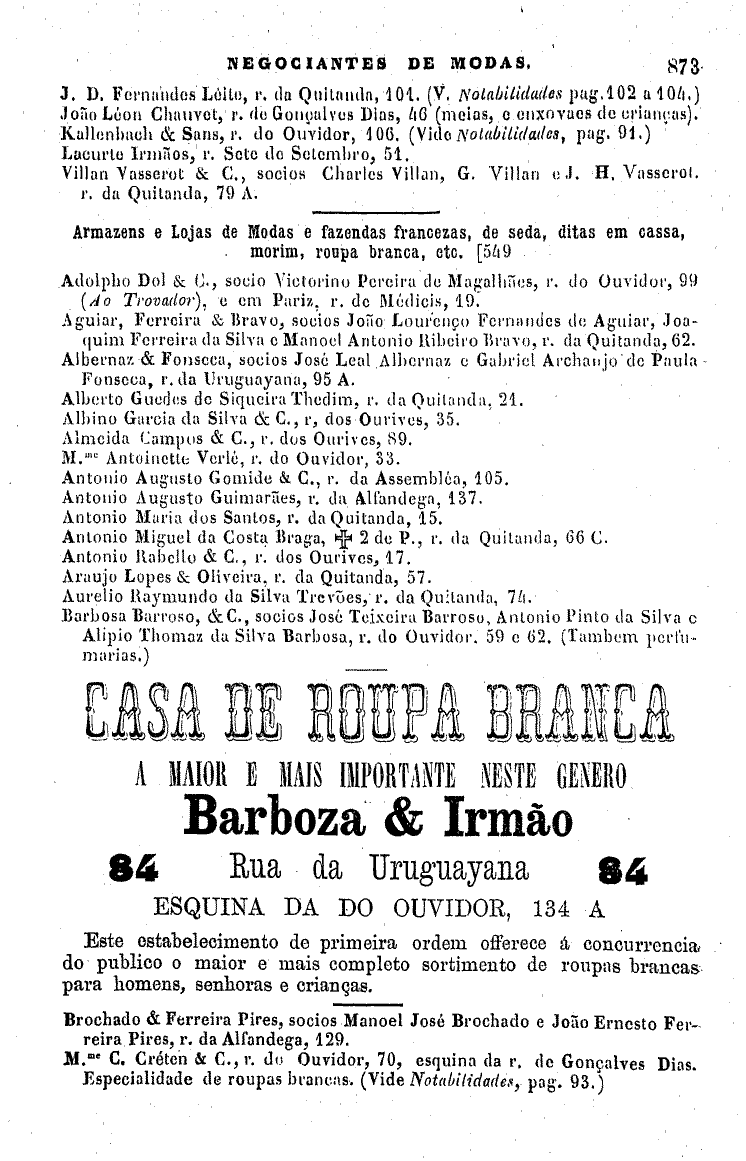 NEGOCIANTES DE MODAS. 873
J. D. Fernandes Leite, r. da Quitanda, 101. (V. Notabilidades pag. 102 a 104.)
João Léon Chauvet, r. de Gonçalves Dias, 46 (meias, e enxovaes de crianças).
Kallenbach & Sans, r. do Ouvidor, 106. (Vide Notabilidades, pag. 91.)
Lacurte Irmãos, r. Sete de Setembro, 51.
Villan Vasserot & C., socios Charles Villan, G. Villan e J. H. Vasserot.
r. da Quitanda, 79 A.
Armazens e Lojas de Modas e fazendas francezas, de seda, ditas em cassa,
morim, roupa branca, etc. [549
Adolpho Dol & C., socio Victorino Pereira de Magalhães, r. do Ouvidor, 99
(Ao Trovador), e em Pariz, r. de Médicis, 19.
Aguiar, Ferreira & Bravo, socios João Lourenço Fernandes de Aguiar, Joa-
quim Ferreira da Silva e Manoel Antonio Ribeiro Bravo, r. da Quitanda, 62.
Albernaz & Fonseca, socios José Leal Albernaz e Gabriel Archanjo de Paula
Fonseca, r. da Uruguayana, 95 A.
Alberto Guedes de Siqueira Thedim, r. da Quitanda, 21.
Albino Garcia da Silva & C., r, dos Ourives, 35.
Almeida Campos & C., r. dos Ourives, 89.
M.me Antoinette Verlé, r. do Ouvidor, 33.
Antonio Augusto Gomide & C., r. da Assembléa, 105.
Antonio Augusto Guimarães, r. da Alfandega, 137.
Antonio Maria dos Santos, r. da Quitanda, 15.
Antonio Miguel da Costa Braga, ✠ 2 de P., r. da Quitanda, 66 C.
Antonio Rabello & C., r. dos Ourives, 17.
Araujo Lopes & Oliveira, r. da Quitanda, 57.
Aurelio Raymundo da Silva Trevões, r. da Quitanda, 74.
Barbosa Barroso, & C., socios José Teixeira Barroso, Antonio Pinto da Silva e
Alipio Thomaz da Silva Barbosa, r. do Ouvidor. 59 e 62. (Tambem perfu-
marias.)
CASA DE ROUPA BRANCA
A MAIOR E MAIS IMPORTANTE NESTE GENERO
Barboza & Irmão
84 Rua da Uruguayana 84
ESQUINA DA DO OUVIDOR, 134 A
Este estabelecimento de primeira ordem offerece á concurrencia
do publico o maior e mais completo sortimento de roupas brancas
para homens, senhoras e crianças.
Brochado & Ferreira Pires, socios Manoel José Brochado e João Ernesto Fer-
reira Pires, r. da Alfandega, 129.
M.me C. Créten & C., r. do Ouvidor, 70, esquina da r. de Gonçalves Dias.
Especialidade de roupas brancas. (Vide Notabilidades, pag. 93.)